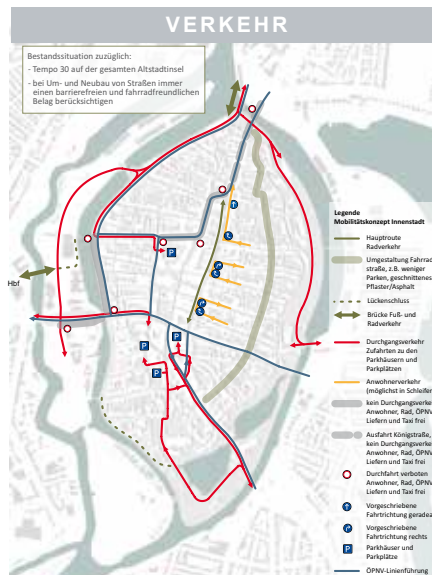 VERKEHR
Bestandssituation zuzüglich:
- Tempo 30 auf der gesamten Altstadtinsel
- bei Um- und Neubau von Straßen immer
einen barrierefreien und fahrradfreundlichen
Belag berücksichtigen
Hbf
P
P
P
P
Legende
Mobilitätskonzept Innenstadt
Hauptroute
Radverkehr
Umgestaltung Fahrrad
straße, z.B. weniger
Parken, geschnittenes
Pflaster/Asphalt
Lückenschluss
Brücke Fuß- und
Radverkehr
Durchgangsverkehr
Zufahrten zu den
Parkhäusern und
Parkplätzen
Anwohnerverkehr
(möglichst in Schleifen
kein Durchgangsverke
Anwohner, Rad, ÖPNV
Liefern und Taxi frei
Ausfahrt Königstraße,
kein Durchgangsverke
Anwohner, Rad, ÖPNV
Liefern und Taxi frei
Durchfahrt verboten
Anwohner, Rad, ÖPNV
Liefern und Taxi frei
Vorgeschriebene
Fahrtrichtung geradea
Vorgeschriebene
Fahrtrichtung rechts
P Parkhäuser und
Parkplätze
ÖPNV-Linienführung